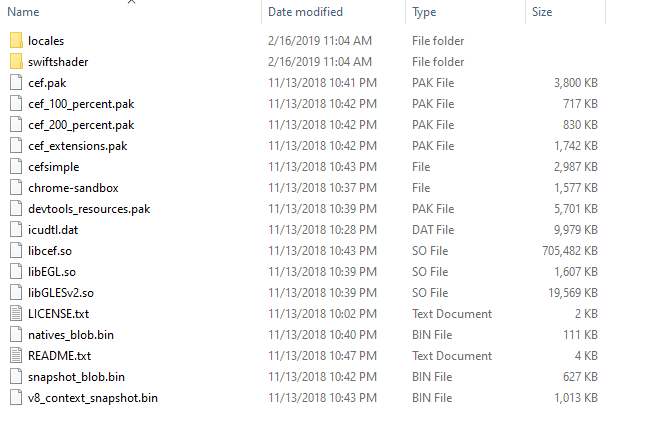 Name Date modified Type Size
locales 2/16/2019 11:04 AM File folder
swiftshader 2/16/2019 11:04 AM File folder
cef.pak 11/13/2018 10:41 PM PAK File 3,800 KB
cef_100_percent.pak 11/13/2018 10:42 PM PAK File 717 KB
cef_200_percent.pak 11/13/2018 10:42 PM PAK File 830 KB
cef_extensions.pak 11/13/2018 10:42 PM PAK File 1,742 KB
cefsimple 11/13/2018 10:43 PM File 2,987 KB
chrome-sandbox 11/13/2018 10:37 PM File 1,577 KB
devtools_resources.pak 11/13/2018 10:39 PM PAK File 5,701 KB
icudtl.dat 11/13/2018 10:28 PM DAT File 9,979 KB
libcef.so 11/13/2018 10:43 PM SO File 705,482 KB
libEGL.so 11/13/2018 10:39 PM SO File 1,607 KB
libGLESv2.so 11/13/2018 10:39 PM SO File 19,569 KB
LICENSE.txt 11/13/2018 10:02 PM Text Document 2 KB
natives_blob.bin 11/13/2018 10:40 PM BIN File 111 KB
README.txt 11/13/2018 10:47 PM Text Document 4 KB
snapshot_blob.bin 11/13/2018 10:42 PM BIN File 627 KB
v8_context_snapshot.bin 11/13/2018 10:43 PM BIN File 1,013 KB